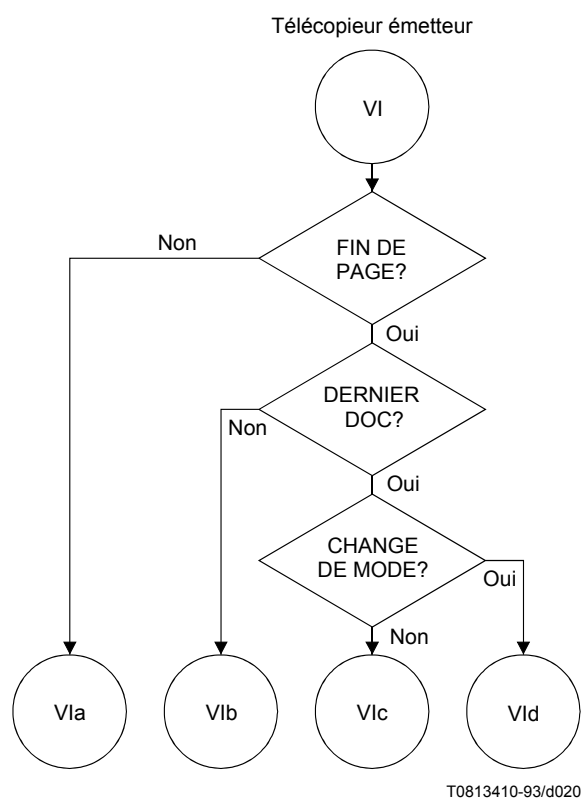 Télécopieur émetteur
VI
Non
FIN DE
PAGE?
Oui
DERNIER
DOC?
Non
Oui
CHANGE
DE MODE?
Oui
Non
VIa
VIb
VIc
VId
T0813410-93/d020